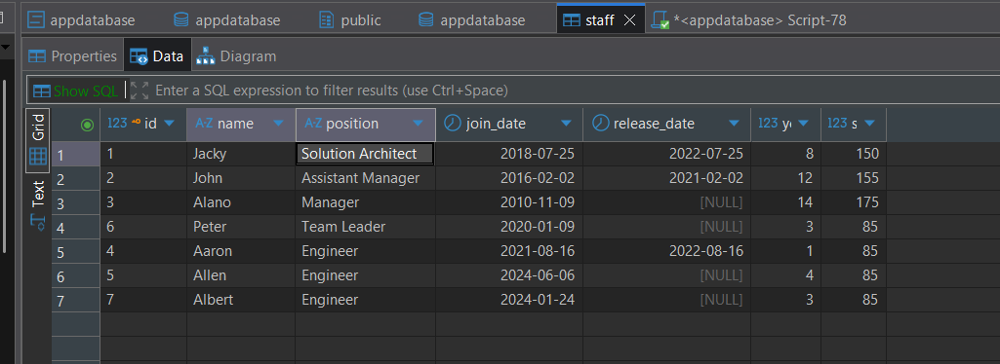 appdatabase appdatabase public appdatabase staff *<appdatabase> Script-78
Properties Data Diagram
Show SQL Enter a SQL expression to filter results (use Ctrl+Space)
Grid
Text
123 id A-Z name A-Z position join_date release_date 123 ye 123 s
1 1 Jacky Solution Architect 2018-07-25 2022-07-25 8 150
2 2 John Assistant Manager 2016-02-02 2021-02-02 12 155
3 3 Alano Manager 2010-11-09 [NULL] 14 175
4 6 Peter Team Leader 2020-01-09 [NULL] 3 85
5 4 Aaron Engineer 2021-08-16 2022-08-16 1 85
6 5 Allen Engineer 2024-06-06 [NULL] 4 85
7 7 Albert Engineer 2024-01-24 [NULL] 3 85